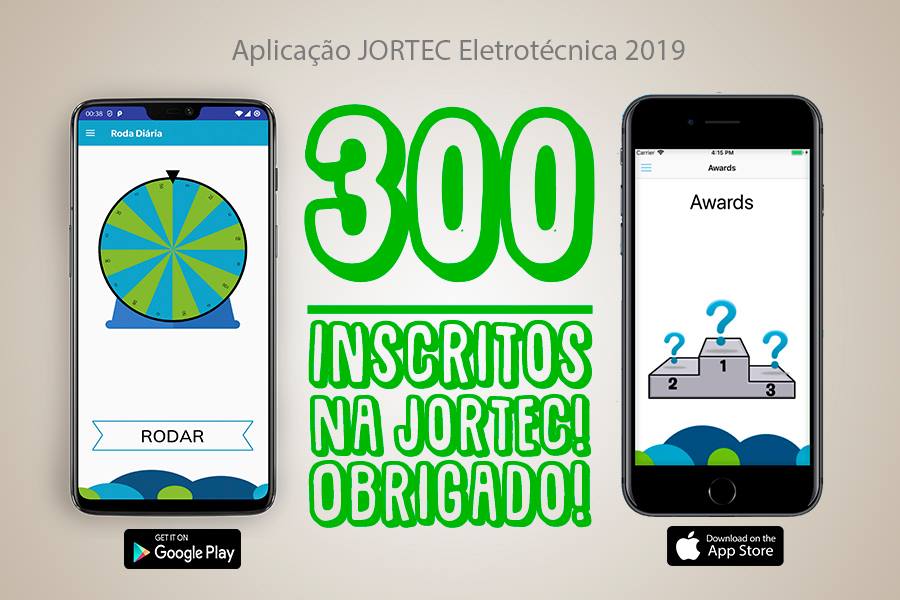 Aplicação JORTEC Eletrotécnica 2019
00:38
Roda Diária
RODAR
GET IT ON
Google Play
300
INSCRITOS
NA JORTEC!
OBRIGADO!
Carrier
4:15 PM
Awards
Awards
? ? ?
1
2
3
Download on the
App Store